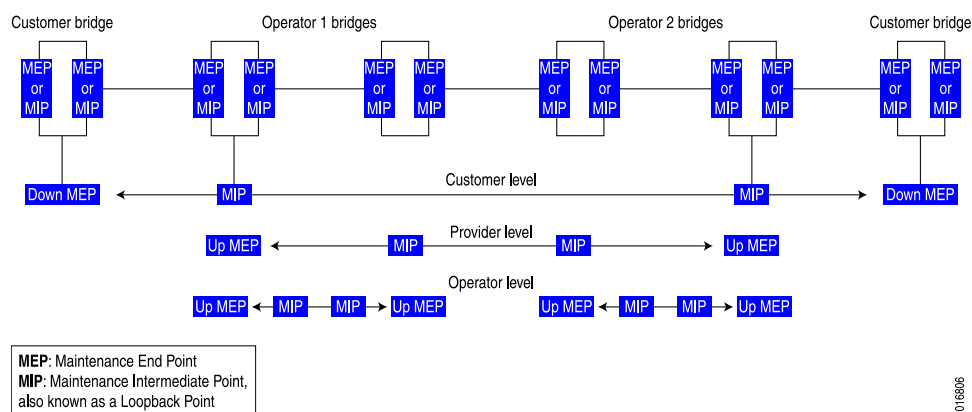 Customer bridge
Operator 1 bridges
Operator 2 bridges
Customer bridge
MEP or MIP
MEP or MIP
MEP or MIP
MEP or MIP
MEP or MIP
MEP or MIP
MEP or MIP
MEP or MIP
MEP or MIP
MEP or MIP
MEP or MIP
MEP or MIP
Down MEP
MIP
Customer level
MIP
Down MEP
Up MEP
MIP
Provider level
MIP
Up MEP
Operator level
Up MEP
MIP
MIP
Up MEP
Up MEP
MIP
MIP
Up MEP
MEP: Maintenance End Point
MIP: Maintenance Intermediate Point,
also known as a Loopback Point
016806